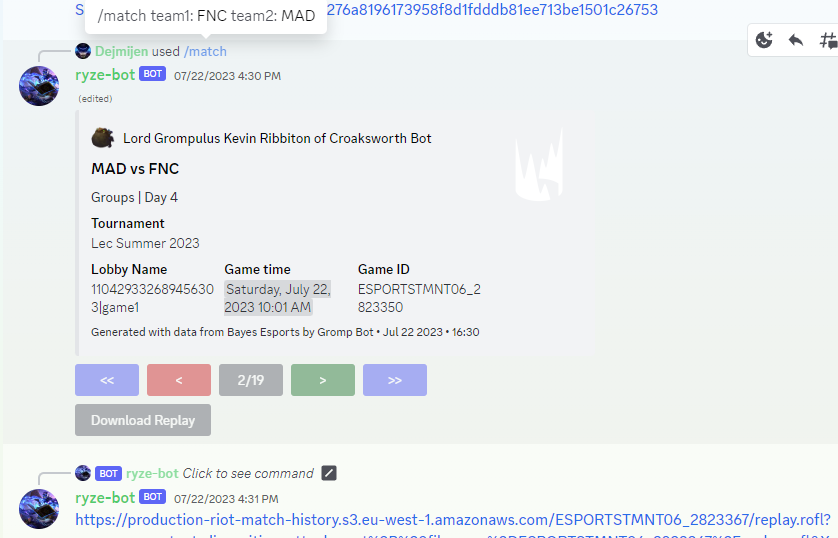 S
276a8196173958f8d1fdddb81ee713be1501c26753
/match team1: FNC team2: MAD
Dejmijen used /match
ryze-bot BOT 07/22/2023 4:30 PM
(edited)
Lord Grompulus Kevin Ribbiton of Croaksworth Bot
MAD vs FNC
Groups | Day 4
Tournament
Lec Summer 2023
Lobby Name Game time Game ID
11042933268945630 Saturday, July 22, ESPORTSTMNT06_2
3|game1 2023 10:01 AM 823350
Generated with data from Bayes Esports by Gromp Bot • Jul 22 2023 • 16:30
<< < 2/19 > >>
Download Replay
BOT ryze-bot Click to see command
ryze-bot BOT 07/22/2023 4:31 PM
https://production-riot-match-history.s3.eu-west-1.amazonaws.com/ESPORTSTMNT06_2823367/replay.rofl?